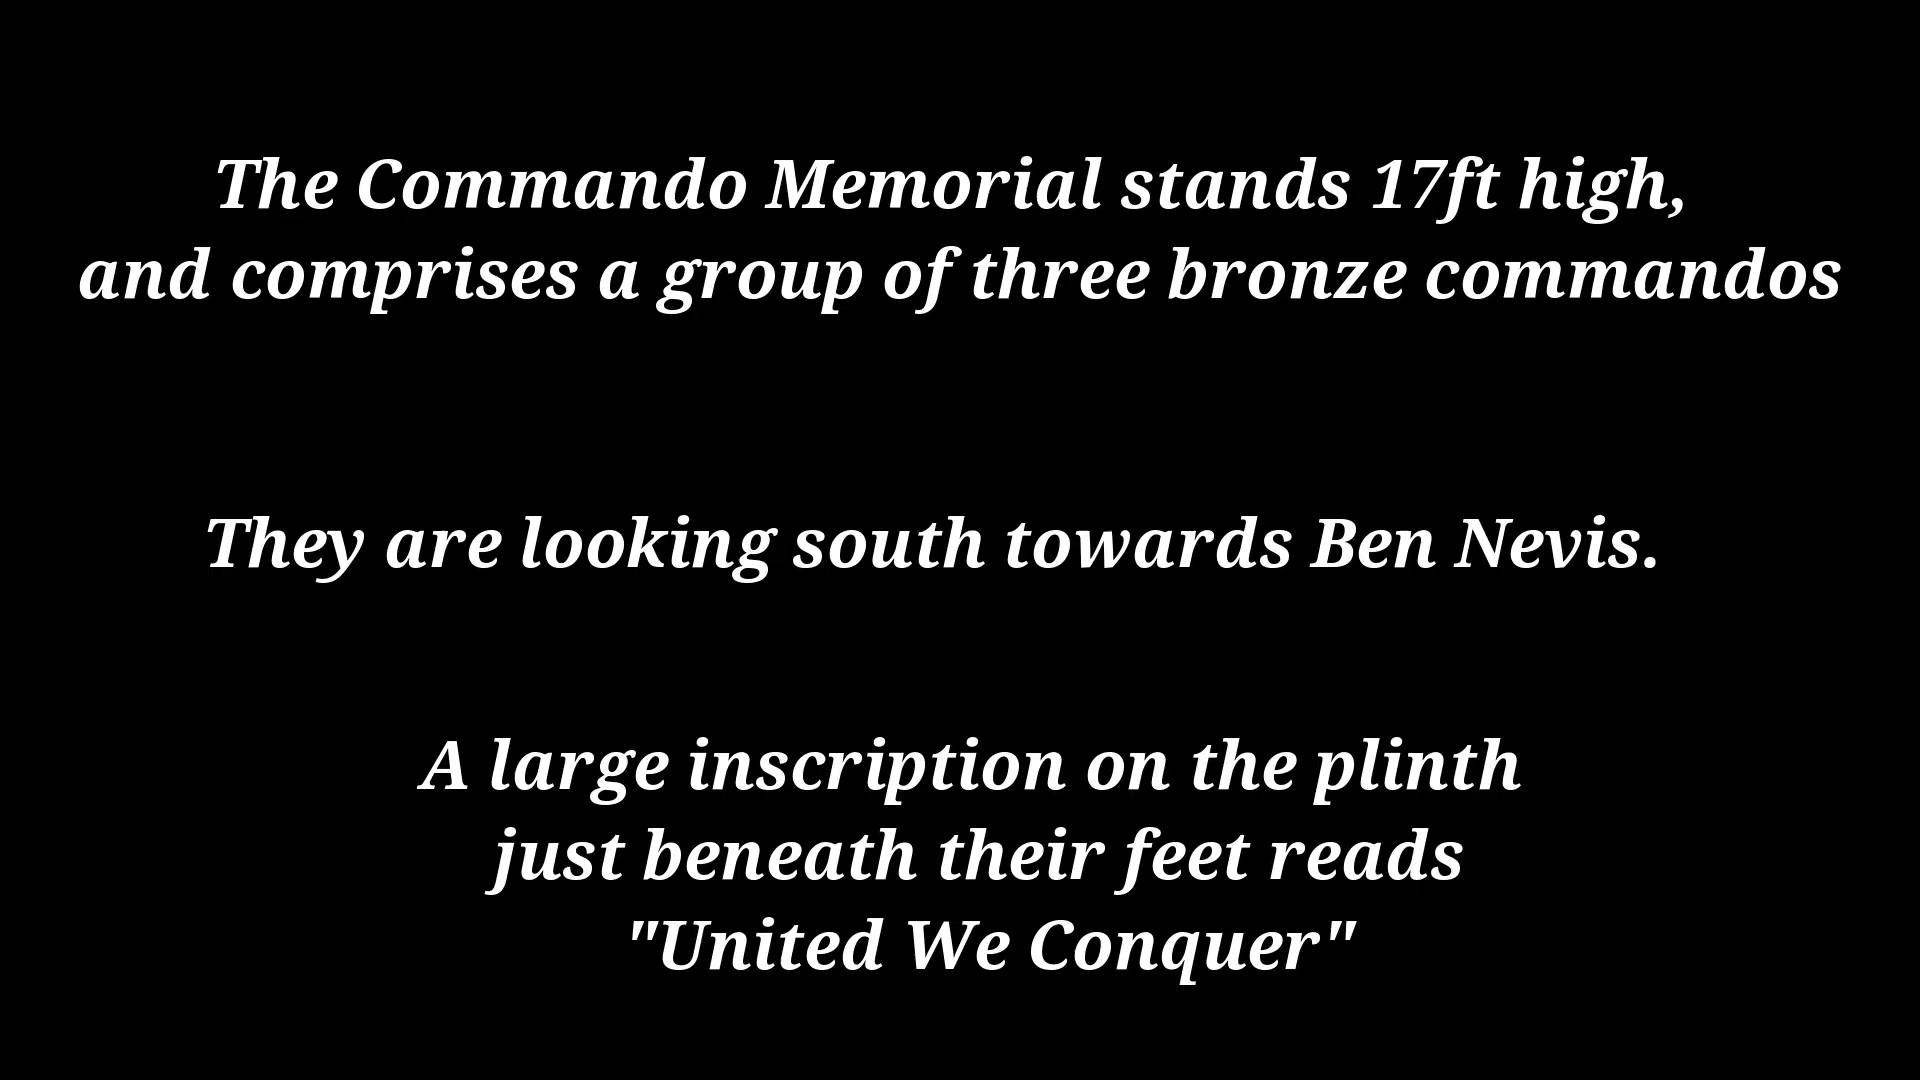 The Commando Memorial stands 17ft high,
and comprises a group of three bronze commandos
They are looking south towards Ben Nevis.
A large inscription on the plinth
just beneath their feet reads
"United We Conquer"